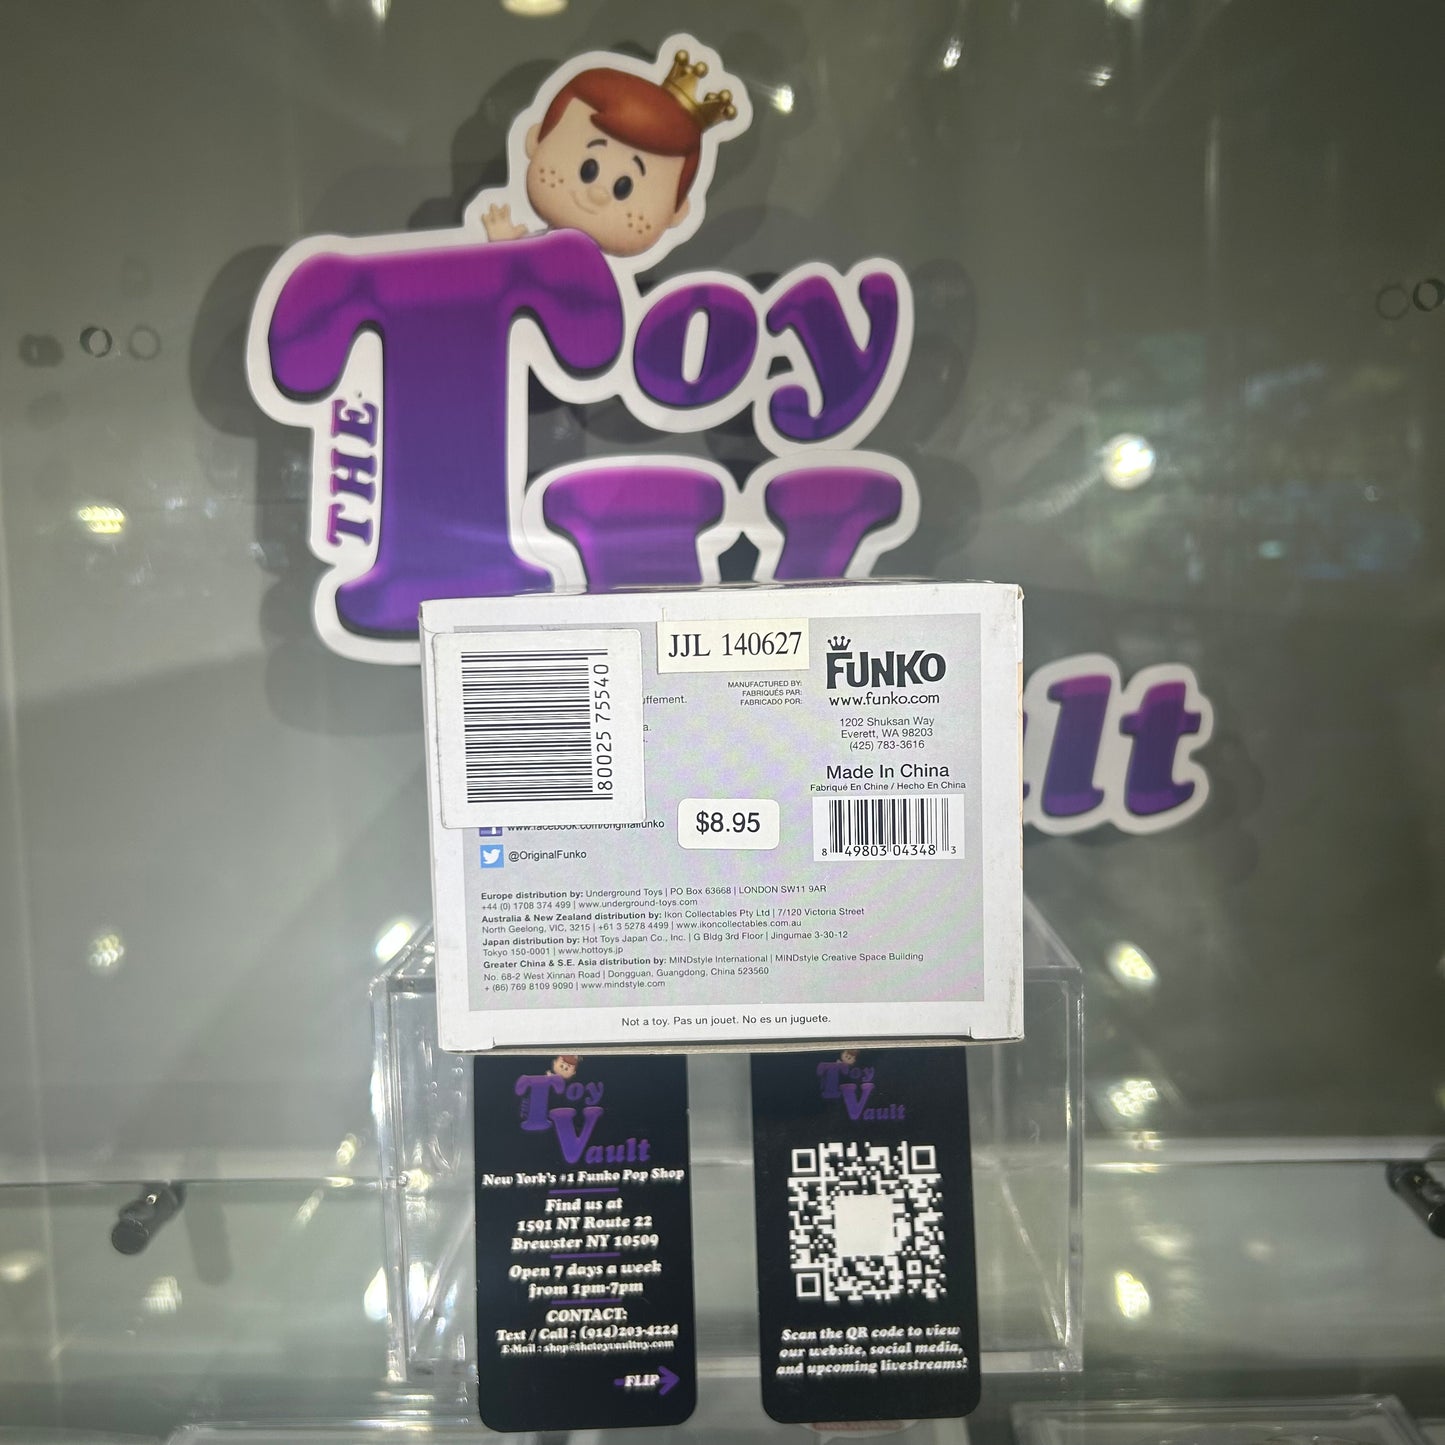 THE
Toy
JJL 140627
80025 75540
uffement.
a.
MANUFACTURED BY:
FABRIQUÉS PAR:
FABRICADO POR:
FUNKO
www.funko.com
1202 Shuksan Way
Everett, WA 98203
(425) 783-3616
Made In China
Fabriqué En Chine / Hecho En China
8 49803 04348 3
$8.95
www.facebook.com/originalfunko
@OriginalFunko
Europe distribution by: Underground Toys | PO Box 63668 | LONDON SW11 9AR
+44 (0) 1708 374 499 | www.underground-toys.com
Australia & New Zealand distribution by: Ikon Collectables Pty Ltd | 7/120 Victoria Street
North Geelong, VIC, 3215 | +61 3 5278 4499 | www.ikoncollectables.com.au
Japan distribution by: Hot Toys Japan Co., Inc. | G Bldg 3rd Floor | Jingumae 3-30-12
Tokyo 150-0001 | www.hottoys.jp
Greater China & S.E. Asia distribution by: MINDstyle International | MINDstyle Creative Space Building
No. 68-2 West Xinnan Road | Dongguan, Guangdong, China 523560
+ (86) 769 8109 9090 | www.mindstyle.com
Not a toy. Pas un jouet. No es un juguete.
THE
Toy
Vault
New York's #1 Funko Pop Shop
Find us at
1591 NY Route 22
Brewster NY 10509
Open 7 days a week
from 1pm-7pm
CONTACT:
Text / Call : (914)203-4224
E-Mail : shop@thetoyvaultny.com
FLIP
Toy
Vault
Scan the QR code to view
our website, social media,
and upcoming livestreams!